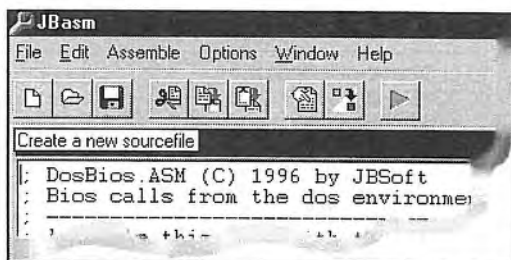 JBasm
File Edit Assemble Options Window Help
Create a new sourcefile
; DosBios.ASM (C) 1996 by JBSoft
; Bios calls from the dos environme
; ----------------------------------